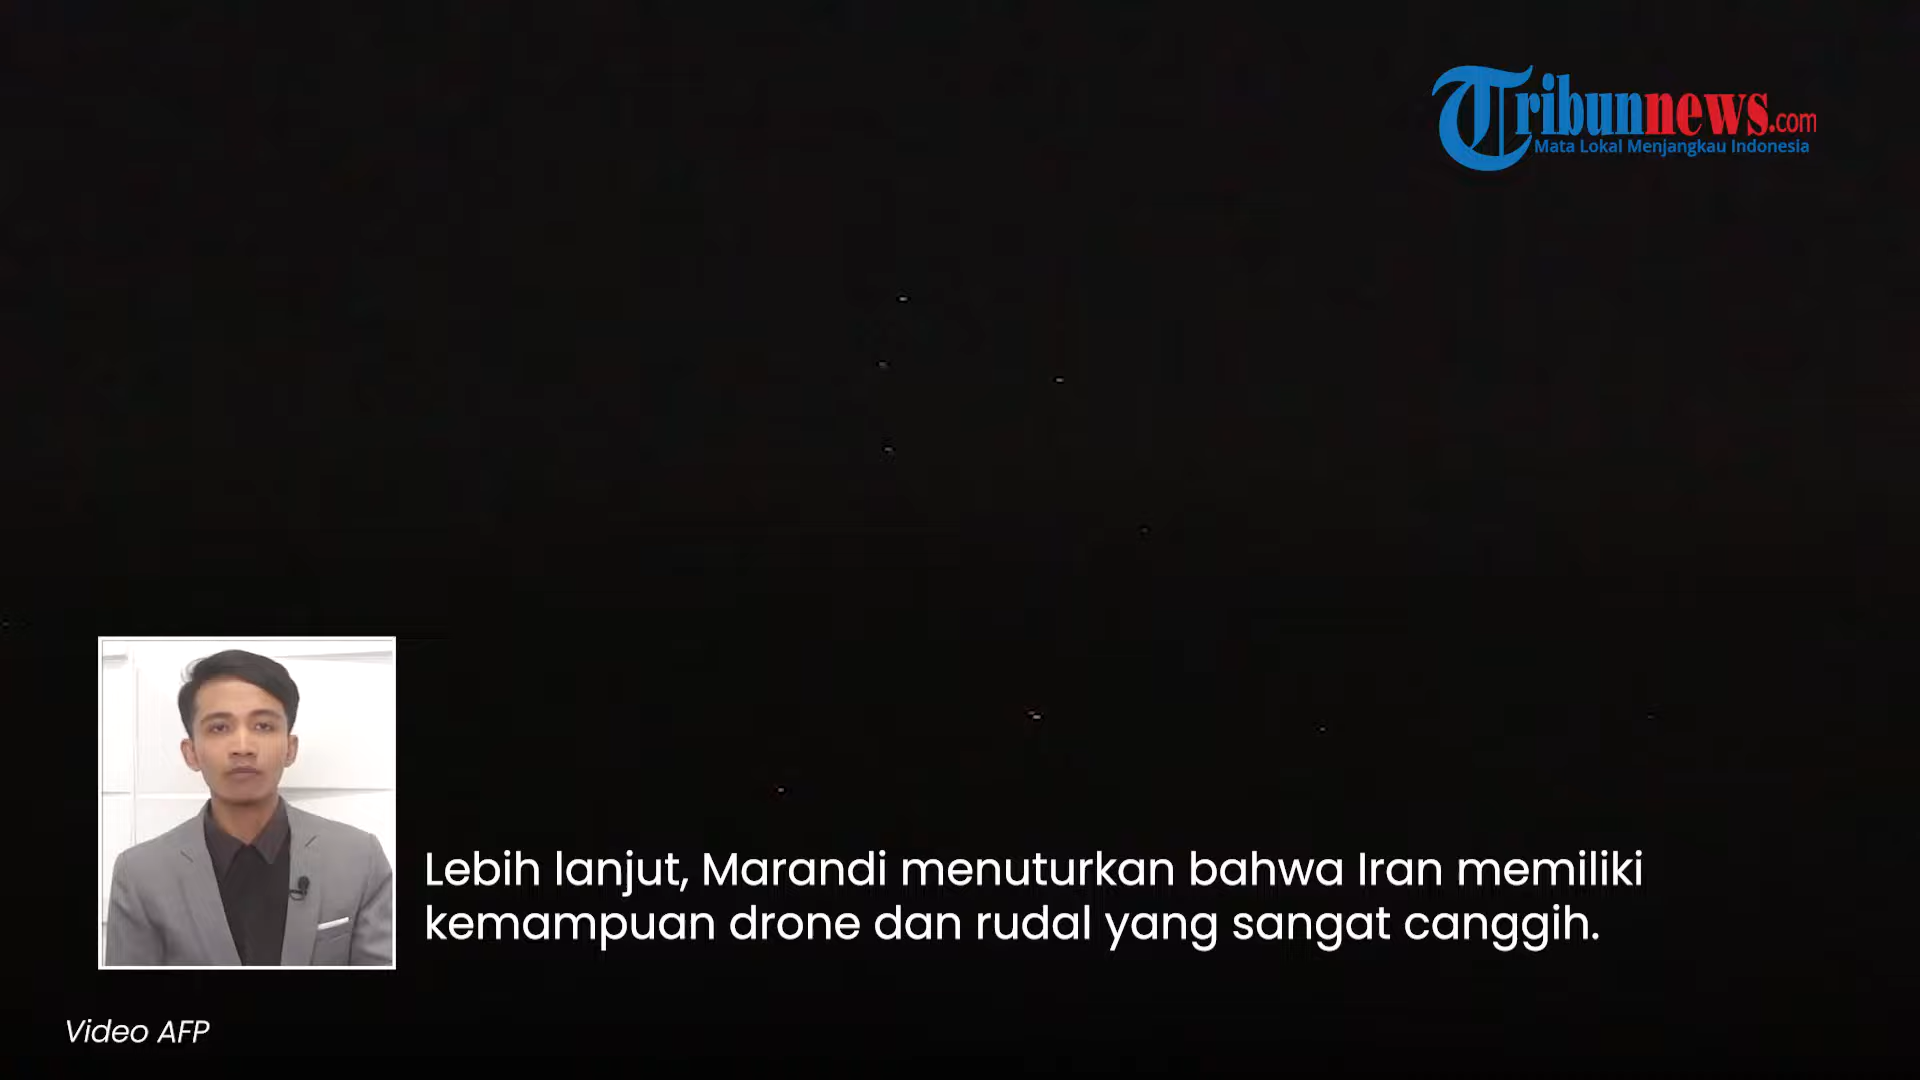 Tribunnews.com
Mata Lokal Menjangkau Indonesia
Lebih lanjut, Marandi menuturkan bahwa Iran memiliki
kemampuan drone dan rudal yang sangat canggih.
Video AFP